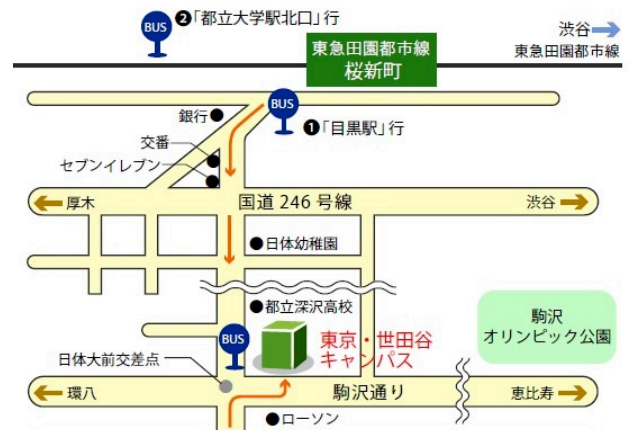 BUS
❷「都立大学駅北口」行
渋谷
東急田園都市線
東急田園都市線
桜新町
銀行
BUS
❶「目黒駅」行
交番
セブンイレブン
厚木
国道246号線
渋谷
日体幼稚園
都立深沢高校
BUS
東京・世田谷
キャンパス
駒沢
オリンピック公園
日体大前交差点
環八
駒沢通り
恵比寿
ローソン